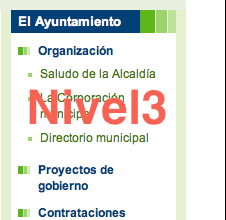 El Ayuntamiento
Organización
Saludo de la Alcaldía
La Corporación
municipal
Nivel3
Directorio municipal
Proyectos de
gobierno
Contrataciones